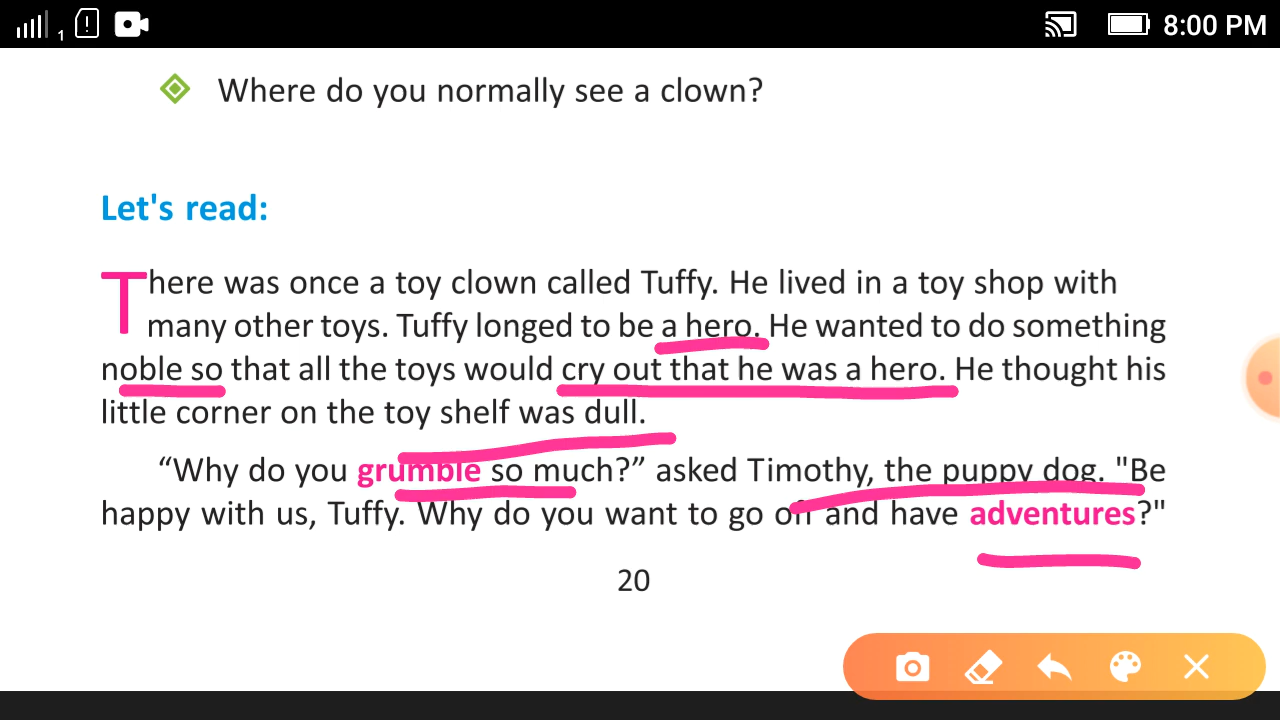 1
8:00 PM
Where do you normally see a clown?
Let's read:
There was once a toy clown called Tuffy. He lived in a toy shop with
many other toys. Tuffy longed to be a hero. He wanted to do something
noble so that all the toys would cry out that he was a hero. He thought his
little corner on the toy shelf was dull.
“Why do you grumble so much?” asked Timothy, the puppy dog. "Be
happy with us, Tuffy. Why do you want to go off and have adventures?"
20